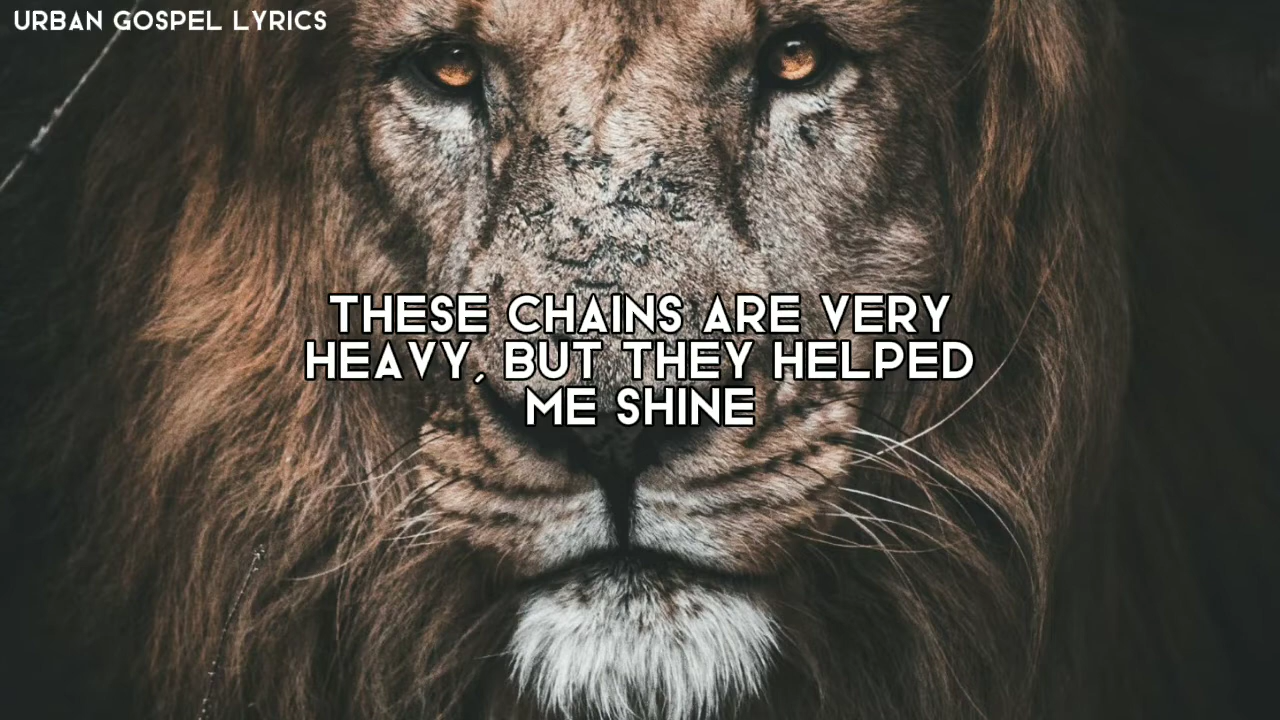 URBAN GOSPEL LYRICS
THESE CHAINS ARE VERY
HEAVY, BUT THEY HELPED
ME SHINE